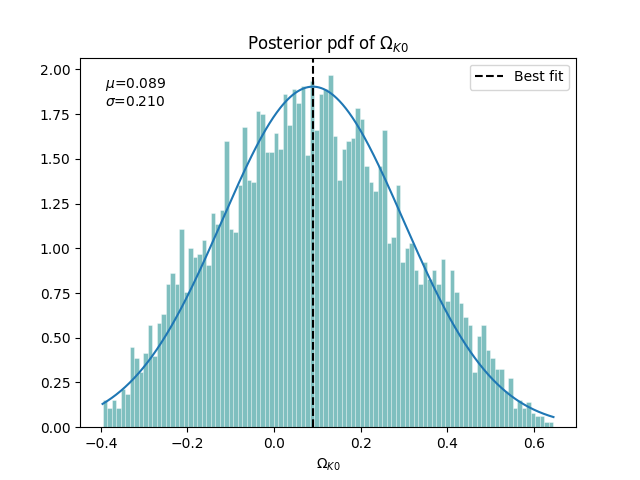 Posterior pdf of Ω_{K0}
μ=0.089
σ=0.210
Best fit
2.00
1.75
1.50
1.25
1.00
0.75
0.50
0.25
0.00
−0.4 −0.2 0.0 0.2 0.4 0.6
Ω_{K0}